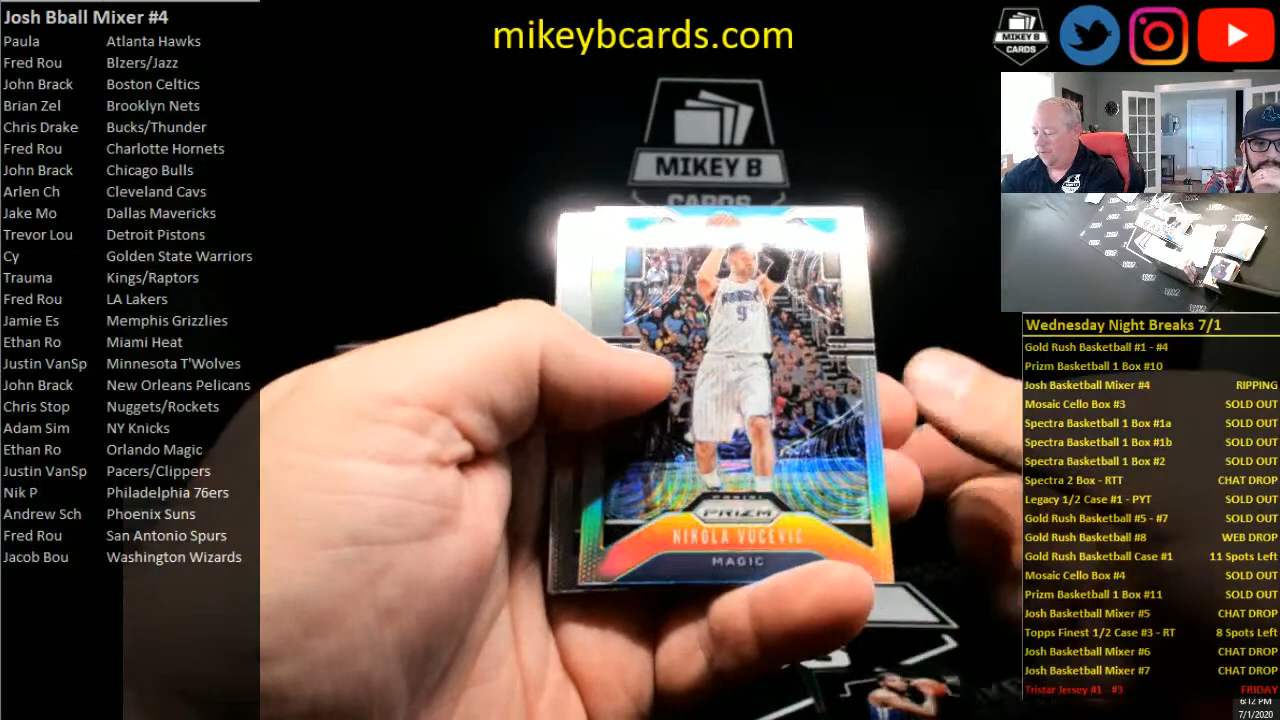 Josh Bball Mixer #4
Paula Atlanta Hawks
Fred Rou Blzers/Jazz
John Brack Boston Celtics
Brian Zel Brooklyn Nets
Chris Drake Bucks/Thunder
Fred Rou Charlotte Hornets
John Brack Chicago Bulls
Arlen Ch Cleveland Cavs
Jake Mo Dallas Mavericks
Trevor Lou Detroit Pistons
Cy Golden State Warriors
Trauma Kings/Raptors
Fred Rou LA Lakers
Jamie Es Memphis Grizzlies
Ethan Ro Miami Heat
Justin VanSp Minnesota T'Wolves
John Brack New Orleans Pelicans
Chris Stop Nuggets/Rockets
Adam Sim NY Knicks
Ethan Ro Orlando Magic
Justin VanSp Pacers/Clippers
Nik P Philadelphia 76ers
Andrew Sch Phoenix Suns
Fred Rou San Antonio Spurs
Jacob Bou Washington Wizards
mikeybcards.com
MIKEY B
CARDS
MIKEY B
CARDS
9
PANINI
PRIZM
NIKOLA VUCEVIC
MAGIC
Wednesday Night Breaks 7/1
Gold Rush Basketball #1 - #4
Prizm Basketball 1 Box #10
Josh Basketball Mixer #4 RIPPING
Mosaic Cello Box #3 SOLD OUT
Spectra Basketball 1 Box #1a SOLD OUT
Spectra Basketball 1 Box #1b SOLD OUT
Spectra Basketball 1 Box #2 SOLD OUT
Spectra 2 Box - RTT CHAT DROP
Legacy 1/2 Case #1 - PYT SOLD OUT
Gold Rush Basketball #5 - #7 SOLD OUT
Gold Rush Basketball #8 WEB DROP
Gold Rush Basketball Case #1 11 Spots Left
Mosaic Cello Box #4 SOLD OUT
Prizm Basketball 1 Box #11 SOLD OUT
Josh Basketball Mixer #5 CHAT DROP
Topps Finest 1/2 Case #3 - RT 8 Spots Left
Josh Basketball Mixer #6 CHAT DROP
Josh Basketball Mixer #7 CHAT DROP
Tristar Jersey #1 - #3 FRIDAY
6:12 PM
7/1/2020